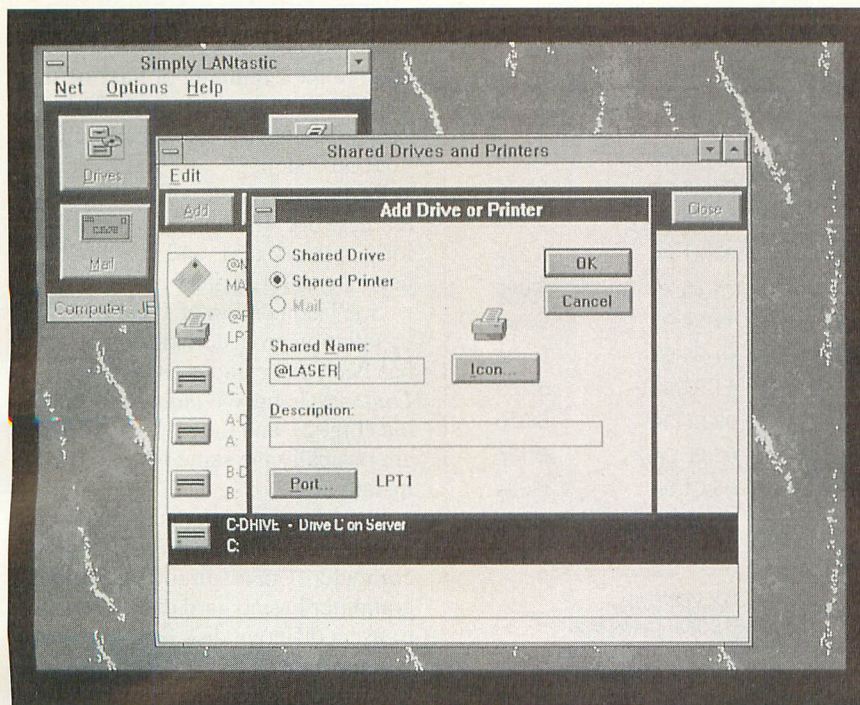 Simply LANtastic
Net Options Help
Drives
Mail
Computer: JE
Shared Drives and Printers
Edit
Add
Close
Add Drive or Printer
Shared Drive
Shared Printer
Mail
OK
Cancel
Shared Name:
@LASER
Icon...
Description:
Port... LPT1
MA
LPT
C:\
A-D
A:
B-D
B:
C-DRIVE - Drive C on Server
C: